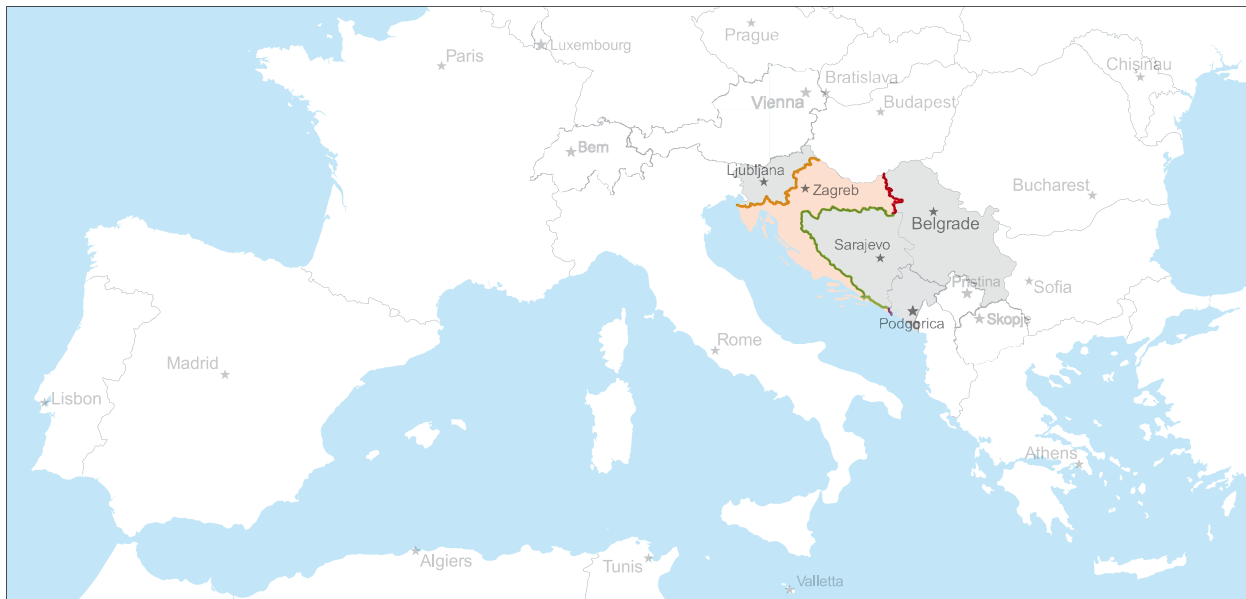 Prague
Luxembourg
Paris
Chișinau
Bratislava
Vienna
Budapest
Bern
Ljubljana
Zagreb
Bucharest
Belgrade
Sarajevo
Pristina
Sofia
Podgorica
Skopje
Rome
Madrid
Lisbon
Athens
Algiers
Tunis
Valletta